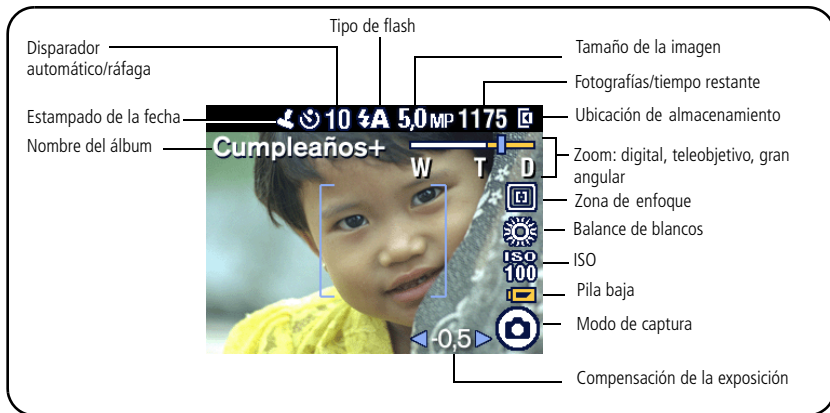 Tipo de flash
Disparador
automático/ráfaga
Tamaño de la imagen
Fotografías/tiempo restante
Estampado de la fecha
Ubicación de almacenamiento
Nombre del álbum
10 A 5,0 MP 1175
Cumpleaños+
W T D
Zoom: digital, teleobjetivo, gran
angular
Zona de enfoque
Balance de blancos
ISO
100
ISO
Pila baja
Modo de captura
-0,5
Compensación de la exposición